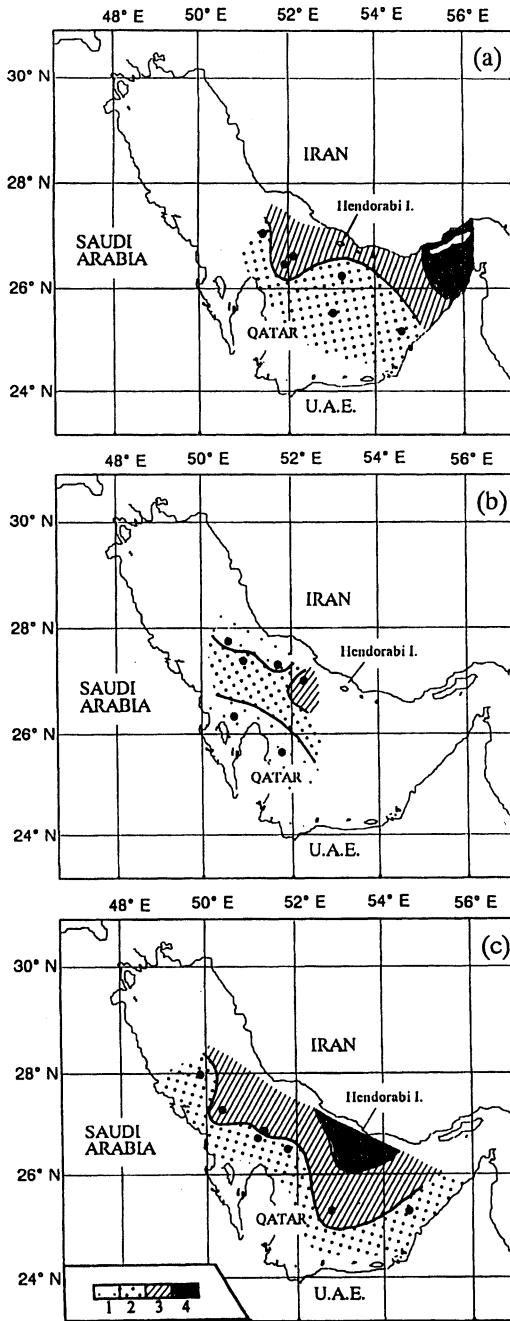 48° E 50° E 52° E 54° E 56° E
(a)
30° N
IRAN
28° N
Hendorabi I.
SAUDI
ARABIA
26° N
QATAR
24° N
U.A.E.
48° E 50° E 52° E 54° E 56° E
(b)
30° N
IRAN
28° N
Hendorabi I.
SAUDI
ARABIA
26° N
QATAR
24° N
U.A.E.
48° E 50° E 52° E 54° E 56° E
(c)
30° N
IRAN
28° N
Hendorabi I.
SAUDI
ARABIA
26° N
QATAR
24° N
U.A.E.
1 2 3 4